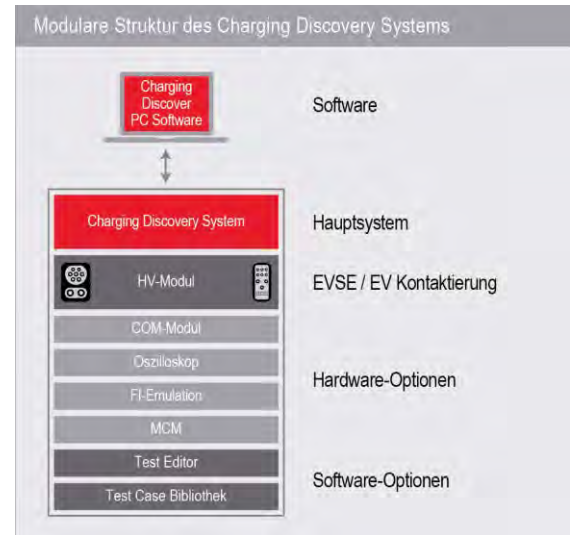 Modulare Struktur des Charging Discovery Systems
Charging
Discover
PC Software
Software
Charging Discovery System
Hauptsystem
HV-Modul
EVSE / EV Kontaktierung
COM-Modul
Oszilloskop
FI-Emulation
MCM
Hardware-Optionen
Test Editor
Test Case Bibliothek
Software-Optionen